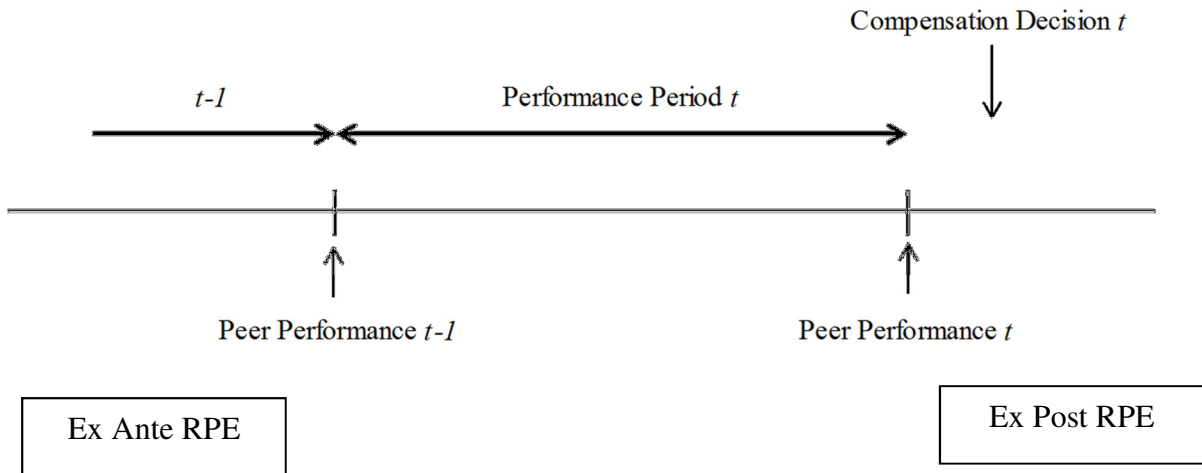 Compensation Decision t
t-1
Performance Period t
Peer Performance t-1
Peer Performance t
Ex Ante RPE
Ex Post RPE